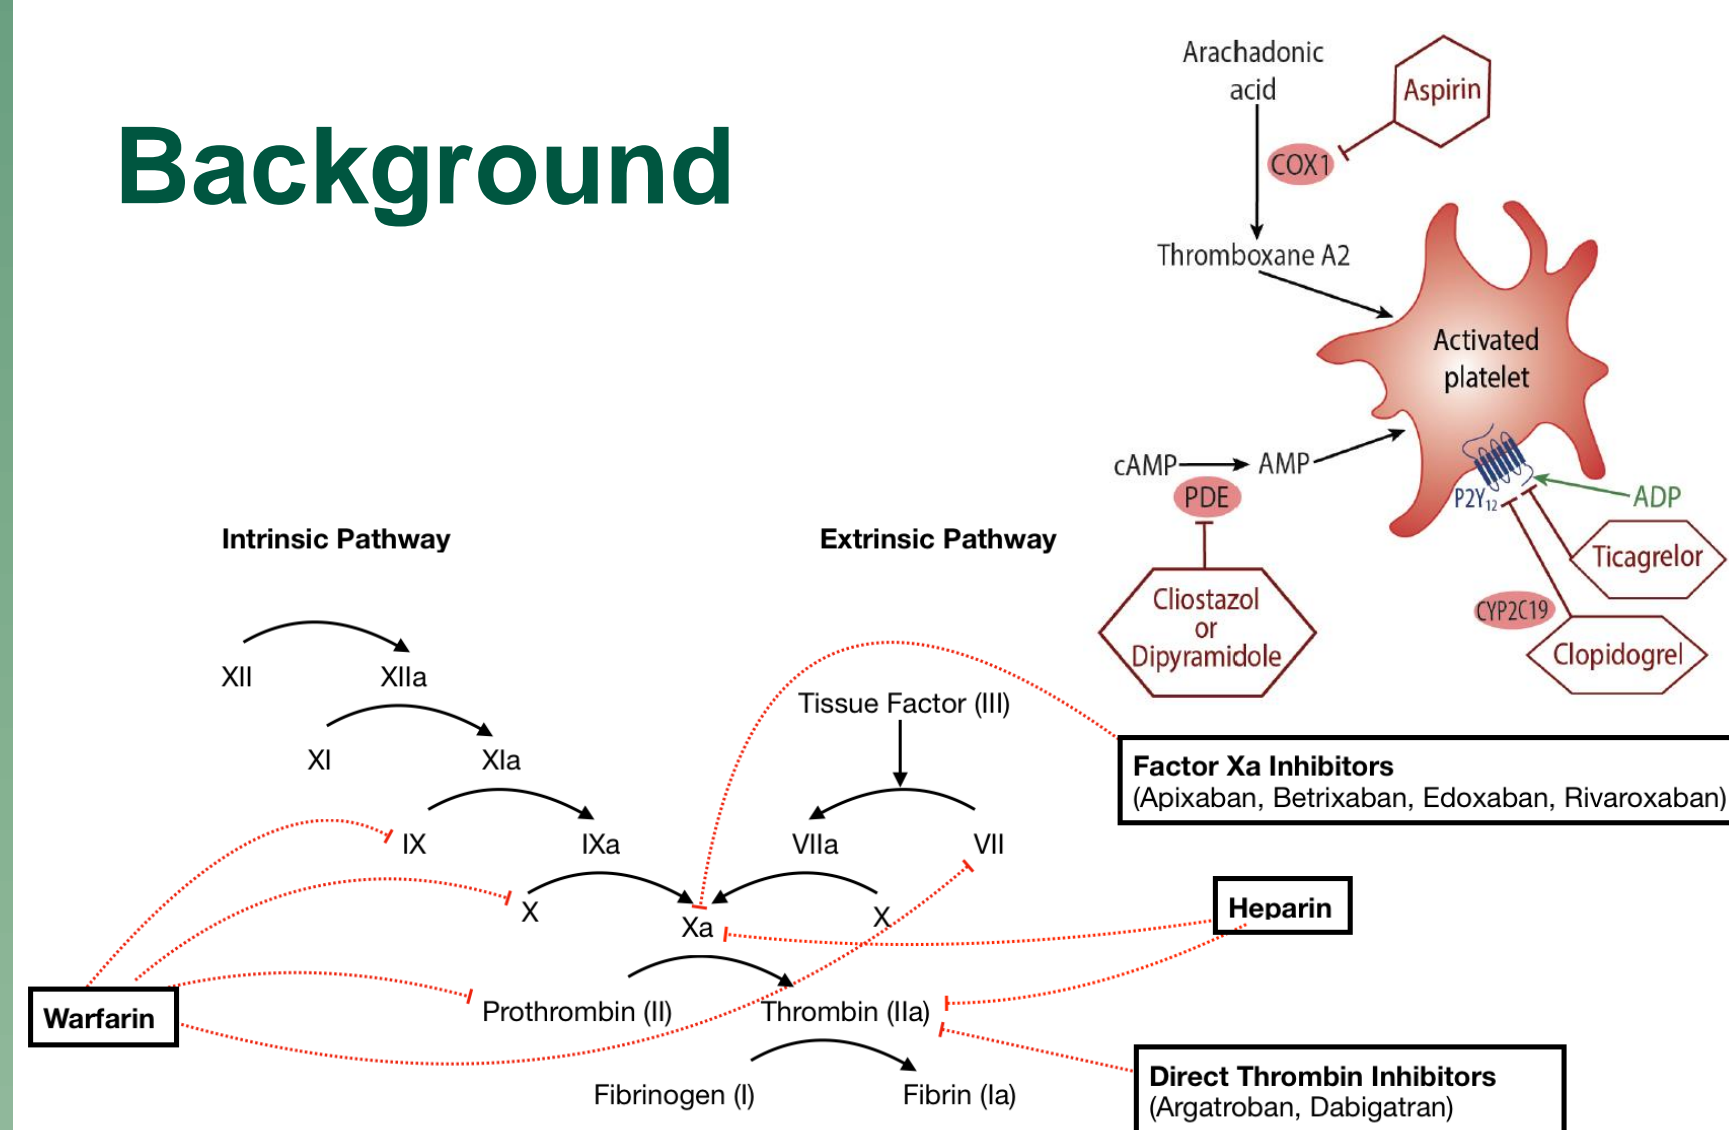 Background
Arachadonic
acid
Aspirin
COX1
Thromboxane A2
Activated
platelet
cAMP
AMP
PDE
P2Y12
ADP
Ticagrelor
CYP2C19
Clopidogrel
Cliostazol
or
Dipyramidole
Intrinsic Pathway
Extrinsic Pathway
XII
XIIa
Tissue Factor (III)
XI
XIa
Factor Xa Inhibitors
(Apixaban, Betrixaban, Edoxaban, Rivaroxaban)
IX
IXa
VIIa
VII
X
Xa
X
Heparin
Warfarin
Prothrombin (II)
Thrombin (IIa)
Fibrinogen (I)
Fibrin (Ia)
Direct Thrombin Inhibitors
(Argatroban, Dabigatran)